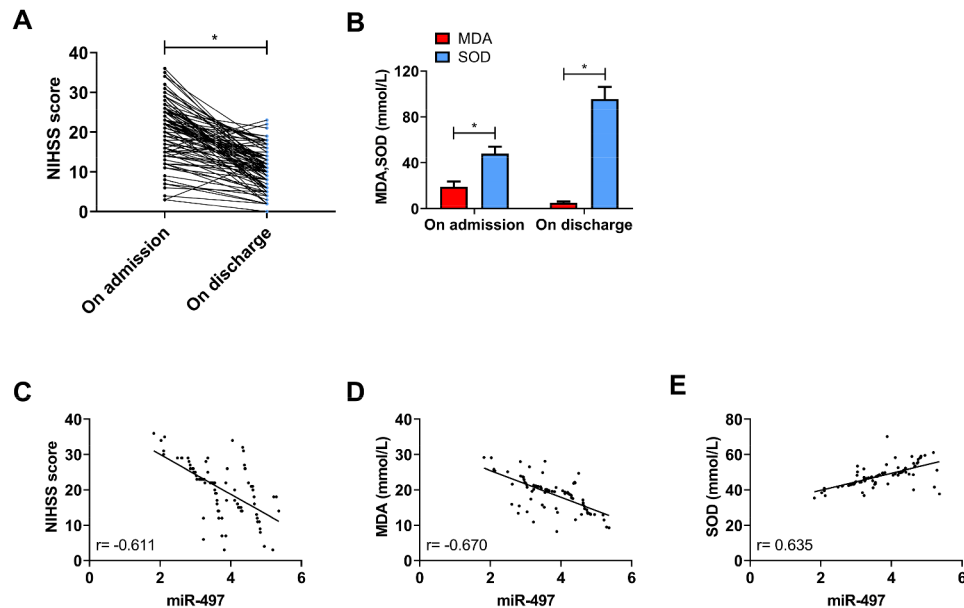 A
*
40
30
20
10
0
NIHSS score
On admission
On discharge
B
MDA
SOD
*
*
120
80
40
0
MDA,SOD (mmol/L)
On admission On discharge
C
40
30
20
10
0
NIHSS score
r= -0.611
0 2 4 6
miR-497
D
40
30
20
10
0
MDA (mmol/L)
r= -0.670
0 2 4 6
miR-497
E
80
60
40
20
0
SOD (mmol/L)
r= 0.635
0 2 4 6
miR-497